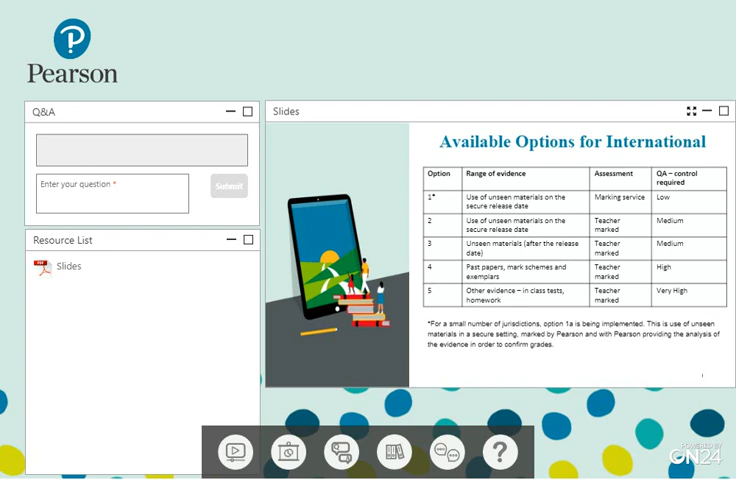 Pearson
Q&A
Enter your question *
Submit
Resource List
PDF
Slides
Slides
Available Options for International
Option Range of evidence Assessment QA – control
required
1* Use of unseen materials on the Marking service Low
secure release date
2 Use of unseen materials on the Teacher Medium
secure release date marked
3 Unseen materials (after the release Teacher Medium
date) marked
4 Past papers, mark schemes and Teacher High
exemplars marked
5 Other evidence – in class tests, Teacher Very High
homework marked
*For a small number of jurisdictions, option 1a is being implemented. This is use of unseen
materials in a secure setting, marked by Pearson and with Pearson providing the analysis of
the evidence in order to confirm grades.
1
POWERED BY
ON24